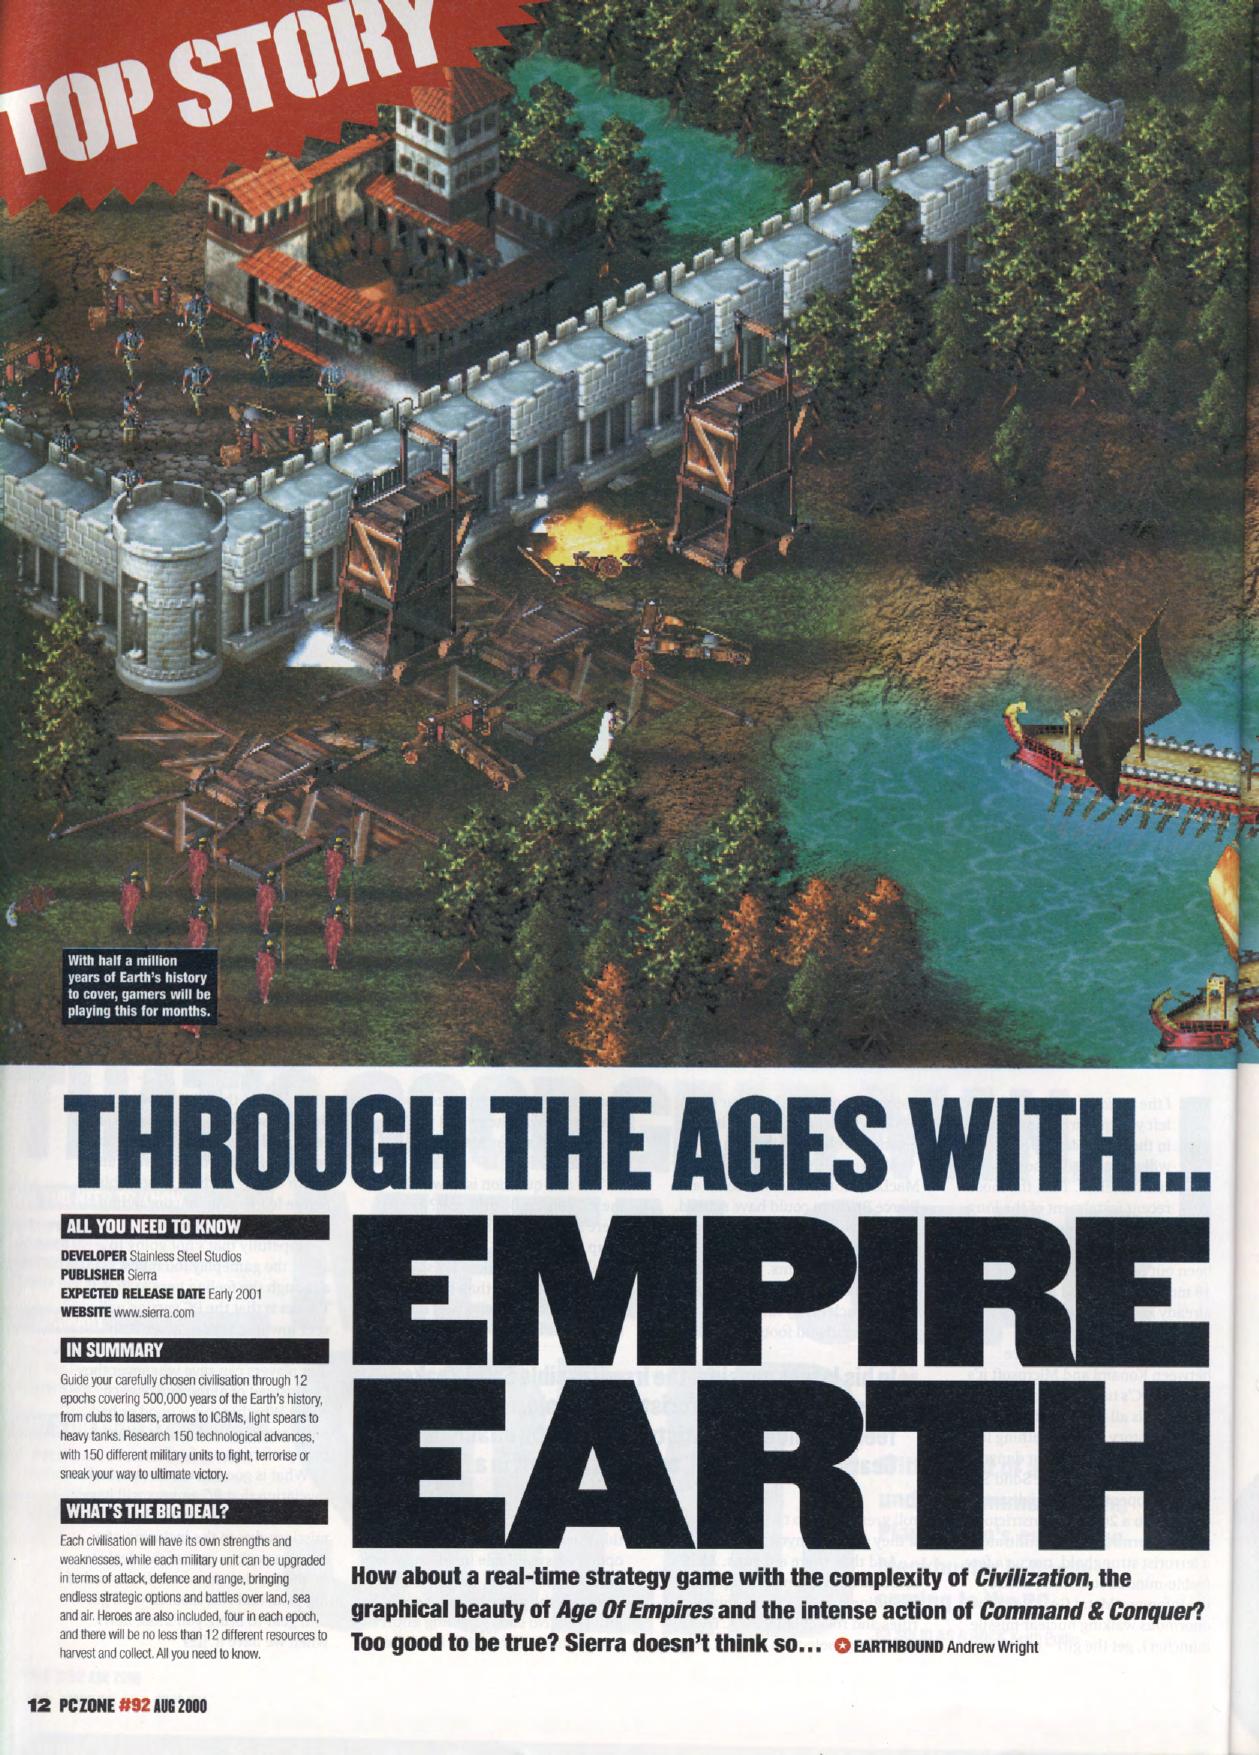 TOP STORY
With half a million
years of Earth's history
to cover, gamers will be
playing this for months.
THROUGH THE AGES WITH...
EMPIRE
EARTH
ALL YOU NEED TO KNOW
DEVELOPER Stainless Steel Studios
PUBLISHER Sierra
EXPECTED RELEASE DATE Early 2001
WEBSITE www.sierra.com
IN SUMMARY
Guide your carefully chosen civilisation through 12
epochs covering 500,000 years of the Earth's history,
from clubs to lasers, arrows to ICBMs, light spears to
heavy tanks. Research 150 technological advances,
with 150 different military units to fight, terrorise or
sneak your way to ultimate victory.
WHAT'S THE BIG DEAL?
Each civilisation will have its own strengths and
weaknesses, while each military unit can be upgraded
in terms of attack, defence and range, bringing
endless strategic options and battles over land, sea
and air. Heroes are also included, four in each epoch,
and there will be no less than 12 different resources to
harvest and collect. All you need to know.
How about a real-time strategy game with the complexity of Civilization, the
graphical beauty of Age Of Empires and the intense action of Command & Conquer?
Too good to be true? Sierra doesn't think so... EARTHBOUND Andrew Wright
12 PCZONE #92 AUG 2000